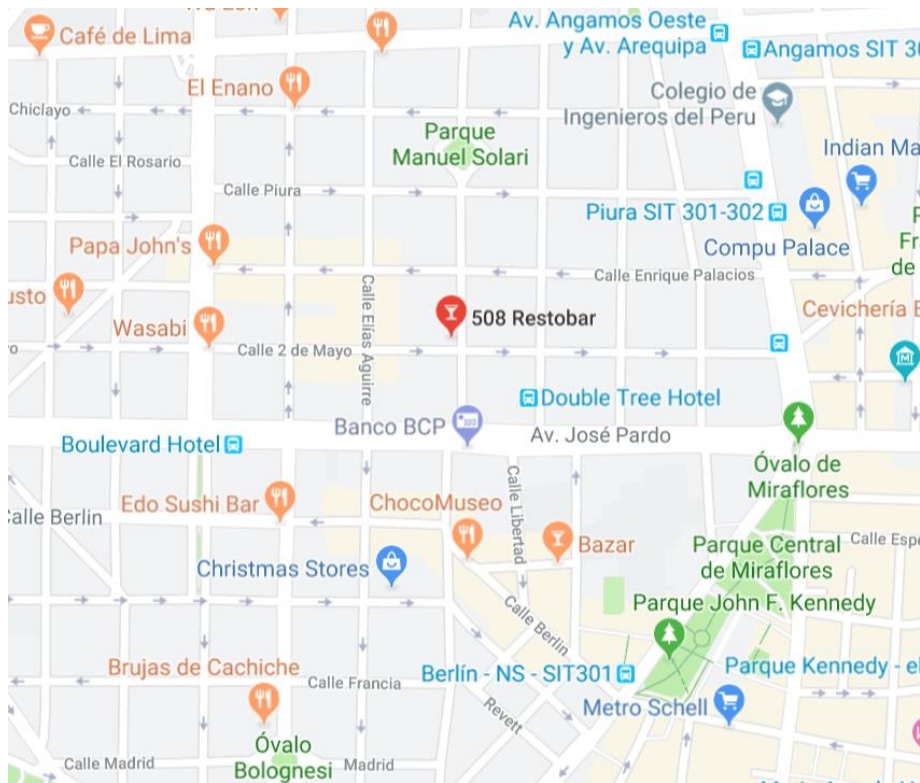 Av. Angamos Oeste
y Av. Arequipa
Café de Lima
Angamos SIT 30
El Enano
Colegio de
Ingenieros del Peru
Chiclayo
Parque
Manuel Solari
Indian Ma
Calle El Rosario
Calle Piura
Piura SIT 301-302
Compu Palace
Papa John's
Calle Enrique Palacios
usto
Calle Elías Aguirre
508 Restobar
Cevichería
Wasabi
Calle 2 de Mayo
Double Tree Hotel
Banco BCP
Av. José Pardo
Boulevard Hotel
Óvalo de
Miraflores
Edo Sushi Bar
ChocoMuseo
Calle Libertad
Calle Berlin
Bazar
Parque Central
de Miraflores
Calle Espe
Christmas Stores
Parque John F. Kennedy
Calle Berlin
Brujas de Cachiche
Calle Francia
Berlín - NS - SIT301
Parque Kennedy - el
Revett
Metro Schell
Óvalo
Bolognesi
Calle Madrid
Madrid